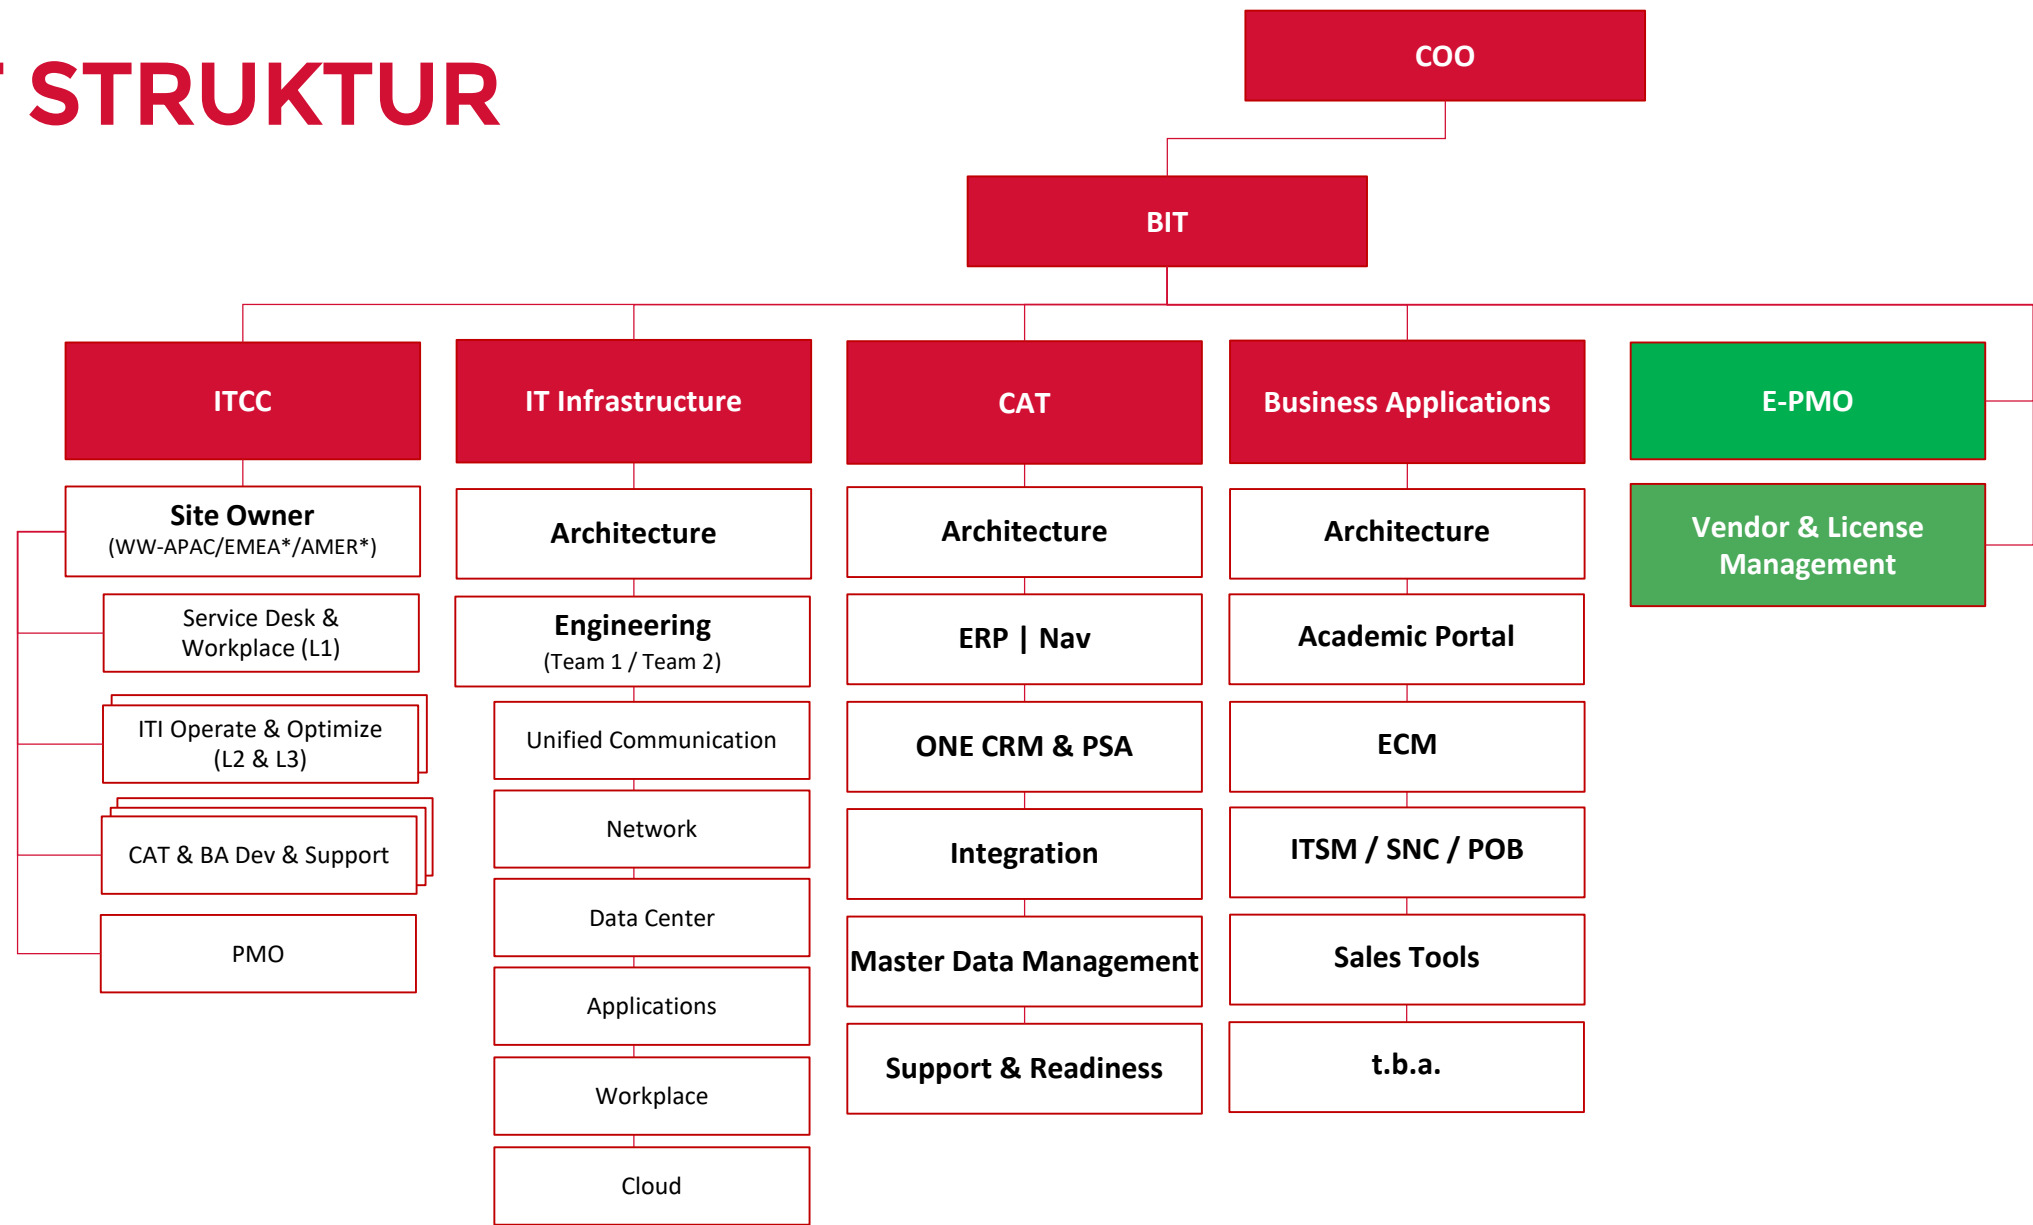 STRUKTUR
COO
BIT
ITCC
IT Infrastructure
CAT
Business Applications
E-PMO
Site Owner
(WW-APAC/EMEA*/AMER*)
Service Desk &
Workplace (L1)
ITI Operate & Optimize
(L2 & L3)
CAT & BA Dev & Support
PMO
Architecture
Engineering
(Team 1 / Team 2)
Unified Communication
Network
Data Center
Applications
Workplace
Cloud
Architecture
ERP | Nav
ONE CRM & PSA
Integration
Master Data Management
Support & Readiness
Architecture
Academic Portal
ECM
ITSM / SNC / POB
Sales Tools
t.b.a.
Vendor & License
Management